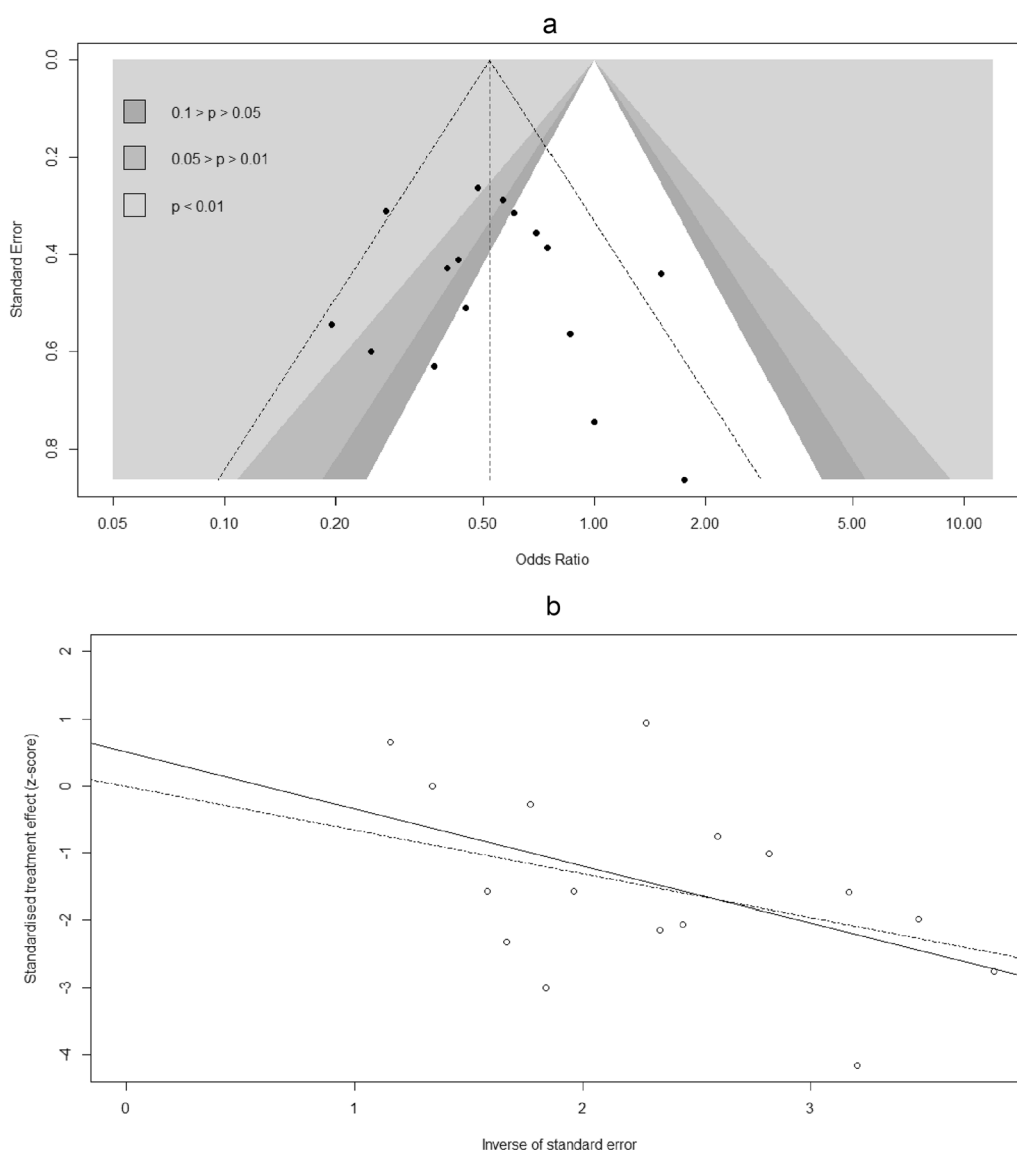 a
0.0
0.2
0.4
0.6
0.8
Standard Error
0.1 > p > 0.05
0.05 > p > 0.01
p < 0.01
0.05
0.10
0.20
0.50
1.00
2.00
5.00
10.00
Odds Ratio
b
2
1
0
-1
-2
-3
-4
Standardised treatment effect (z-score)
0
1
2
3
Inverse of standard error